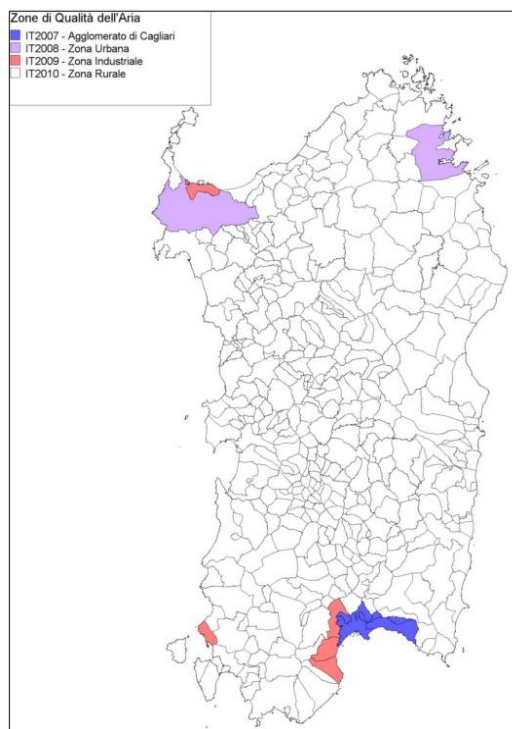 Zone di Qualità dell'Aria
IT2007 - Agglomerato di Cagliari
IT2008 - Zona Urbana
IT2009 - Zona Industriale
IT2010 - Zona Rurale